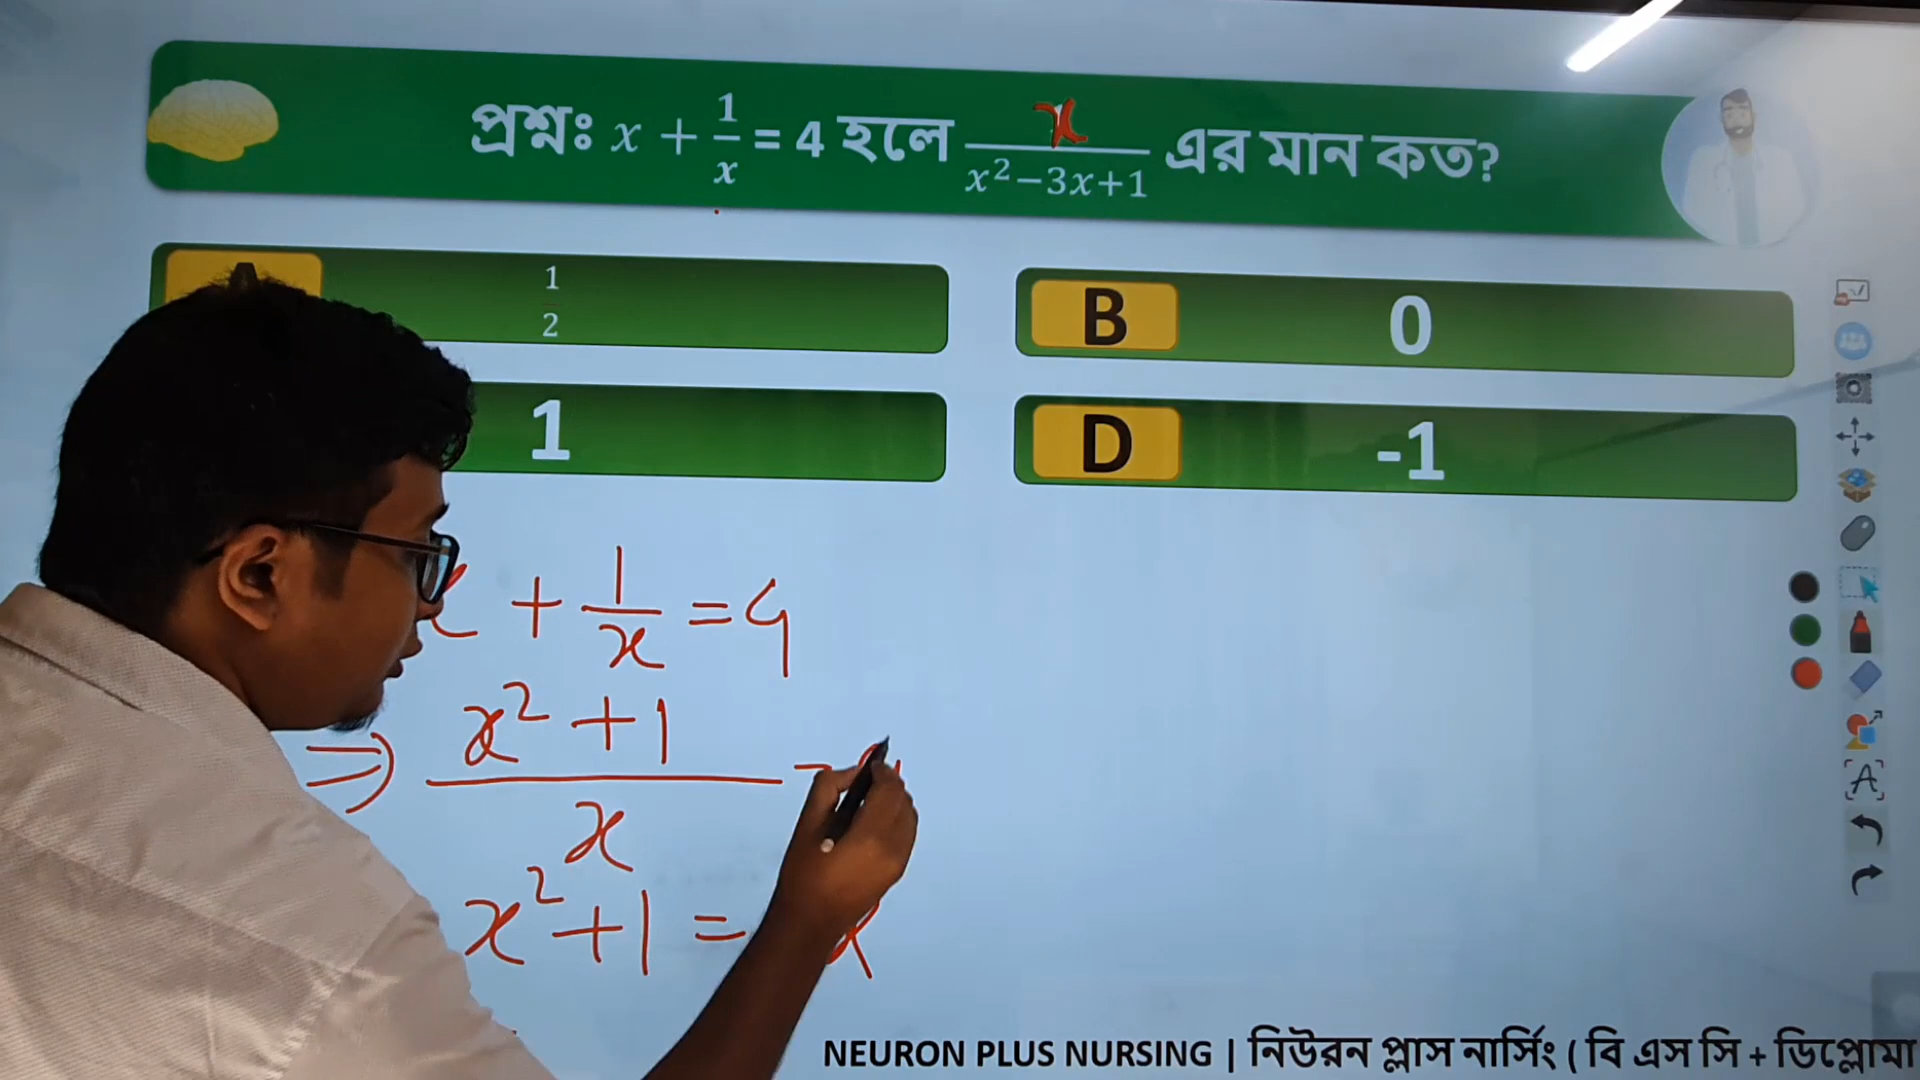 প্রশ্নঃ x + 1/x = 4 হলে x/(x²−3x+1) এর মান কত?
A 1/2
B 0
1
D -1
x + 1/x = 4
⇒ (x² + 1)/x =
x² + 1 =
NEURON PLUS NURSING | নিউরন প্লাস নার্সিং ( বি এস সি + ডিপ্লোমা